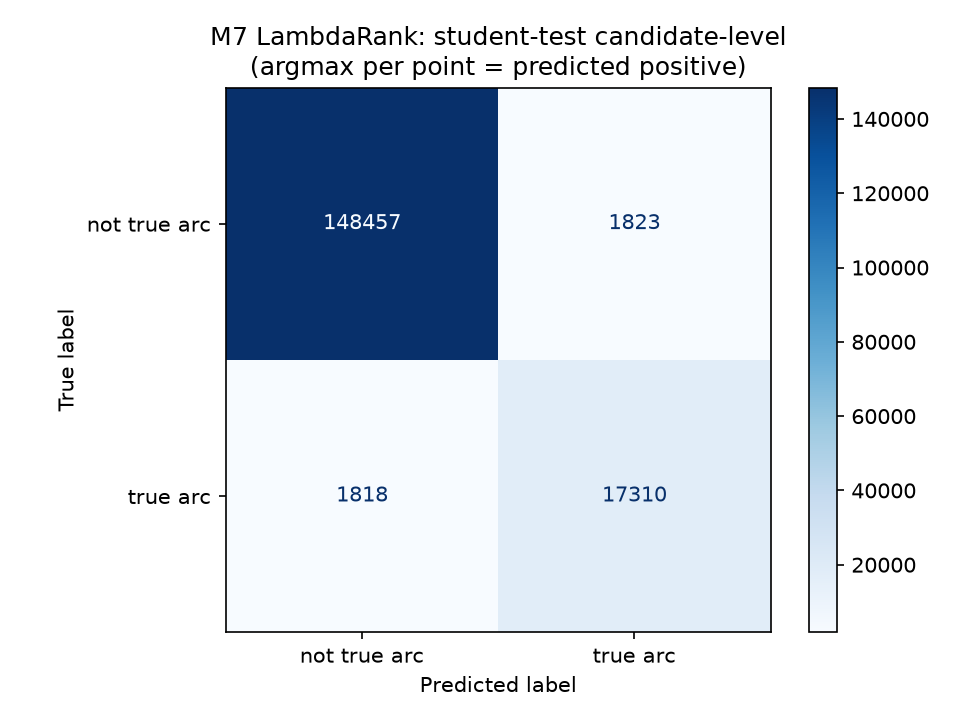 M7 LambdaRank: student-test candidate-level
(argmax per point = predicted positive)
140000
120000
100000
80000
60000
40000
20000
True label
not true arc
148457
1823
true arc
1818
17310
not true arc
true arc
Predicted label